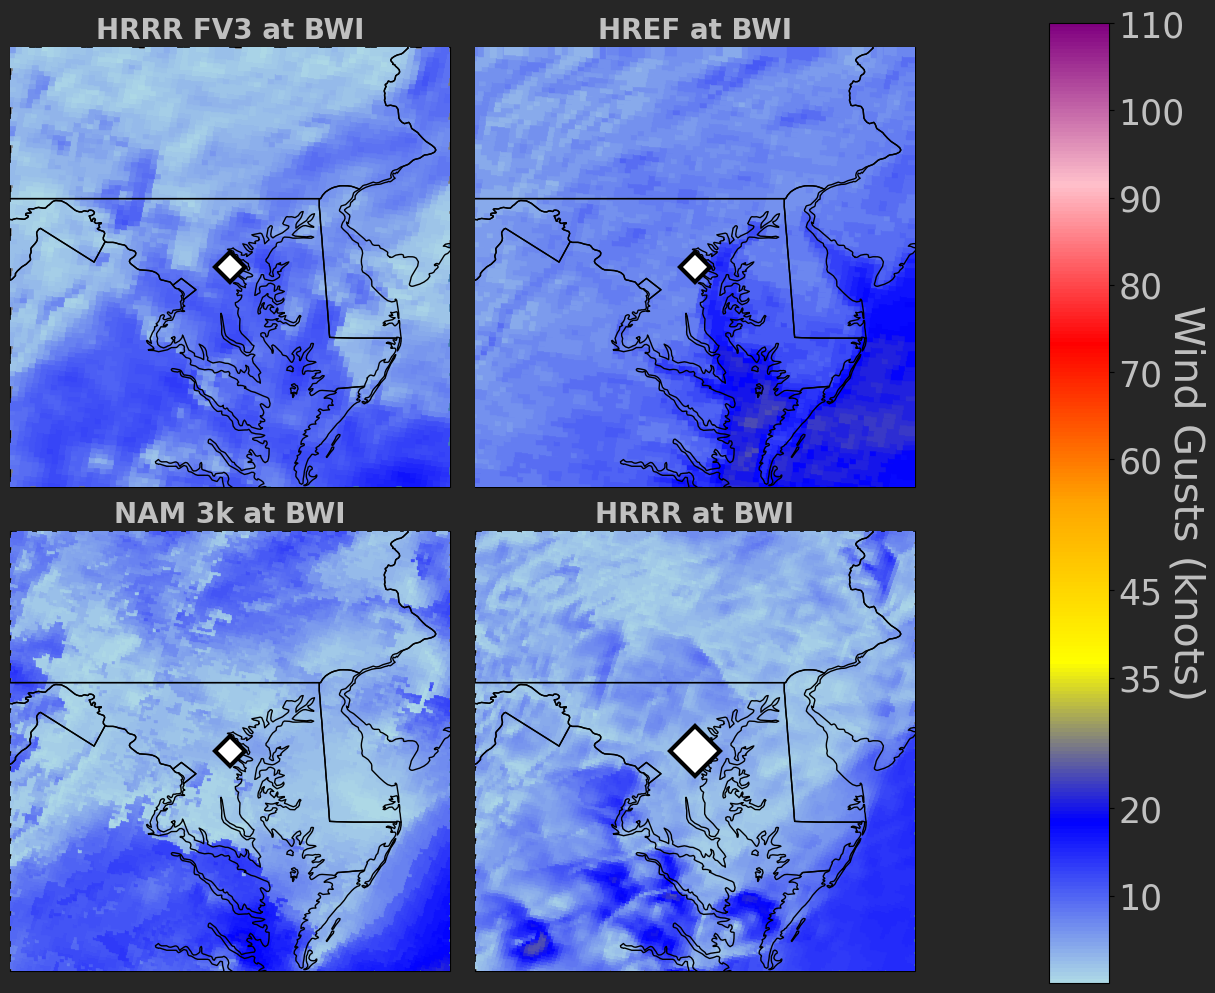 HRRR FV3 at BWI
HREF at BWI
NAM 3k at BWI
HRRR at BWI
110
100
90
80
70
60
45
35
20
10
Wind Gusts (knots)